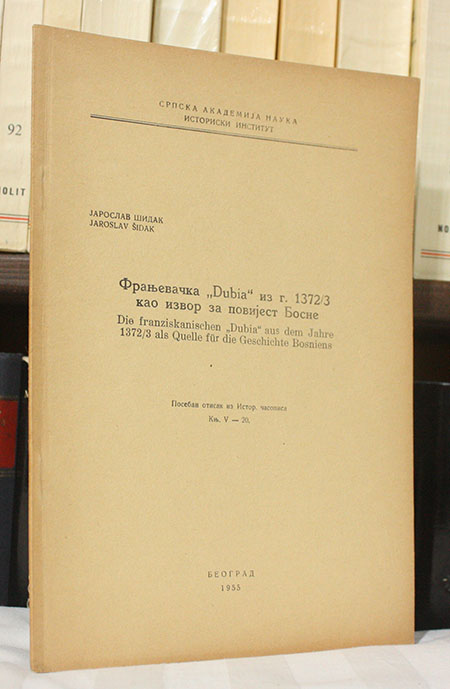 СРПСКА АКАДЕМИЈА НАУКА
ИСТОРИСКИ ИНСТИТУТ
ЈАРОСЛАВ ШИДАК
JAROSLAV ŠIDAK
Фрањевачка „Dubia“ из г. 1372/3
као извор за повијест Босне
Die franziskanischen „Dubia“ aus dem Jahre
1372/3 als Quelle für die Geschichte Bosniens
Посебан отисак из Истор. часописа
Књ. V — 20.
БЕОГРАД
1955
92
NOLIT